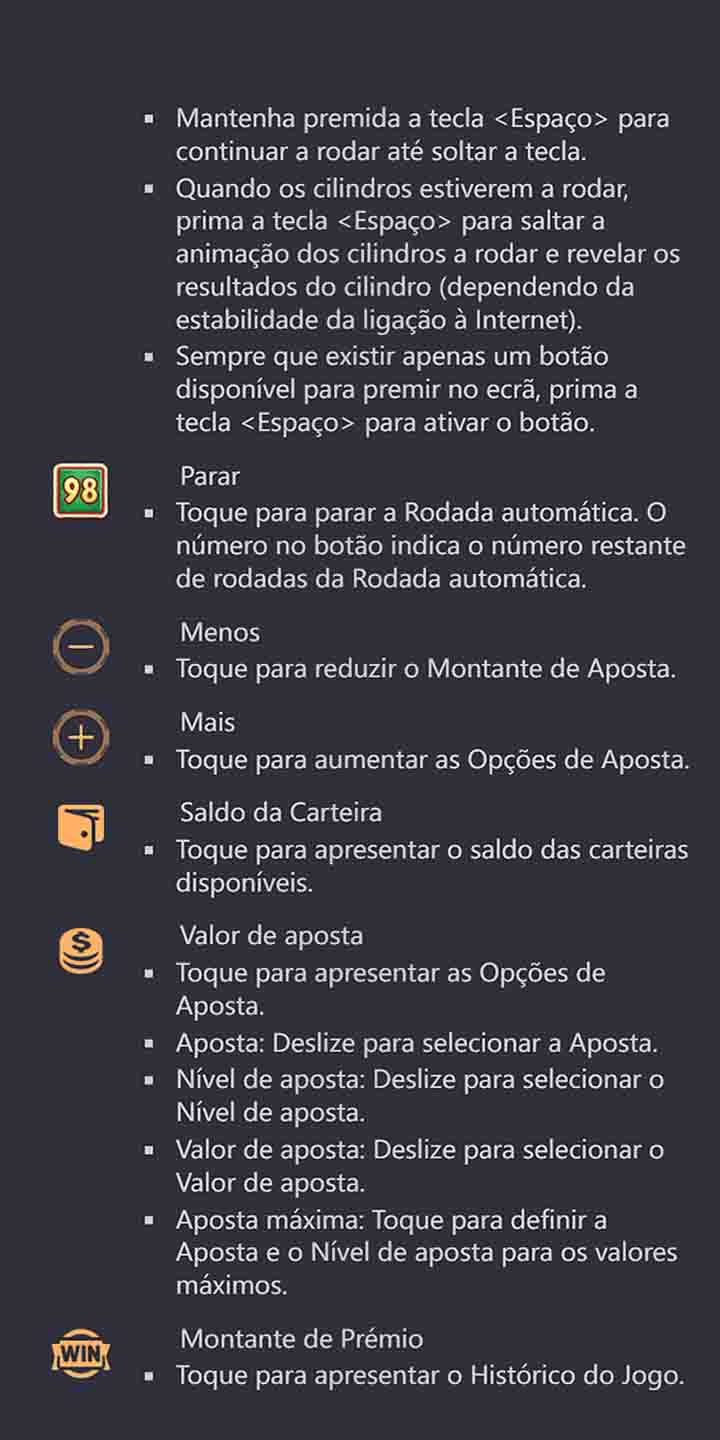 ▪ Mantenha premida a tecla <Espaço> para
continuar a rodar até soltar a tecla.
▪ Quando os cilindros estiverem a rodar,
prima a tecla <Espaço> para saltar a
animação dos cilindros a rodar e revelar os
resultados do cilindro (dependendo da
estabilidade da ligação à Internet).
▪ Sempre que existir apenas um botão
disponível para premir no ecrã, prima a
tecla <Espaço> para ativar o botão.
98 Parar
▪ Toque para parar a Rodada automática. O
número no botão indica o número restante
de rodadas da Rodada automática.
Menos
▪ Toque para reduzir o Montante de Aposta.
Mais
▪ Toque para aumentar as Opções de Aposta.
Saldo da Carteira
▪ Toque para apresentar o saldo das carteiras
disponíveis.
$ Valor de aposta
▪ Toque para apresentar as Opções de
Aposta.
▪ Aposta: Deslize para selecionar a Aposta.
▪ Nível de aposta: Deslize para selecionar o
Nível de aposta.
▪ Valor de aposta: Deslize para selecionar o
Valor de aposta.
▪ Aposta máxima: Toque para definir a
Aposta e o Nível de aposta para os valores
máximos.
WIN Montante de Prémio
▪ Toque para apresentar o Histórico do Jogo.